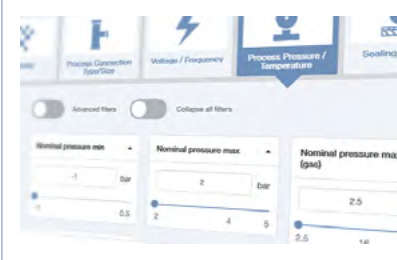 Process Connection
Type/Size
Voltage / Frequency
Process Pressure /
Temperature
Sealing
Advanced filters
Collapse all filters
Nominal pressure min
-1
bar
-1
0.5
Nominal pressure max
2
bar
2
4
5
Nominal pressure max
(gas)
2.5
2.5
16